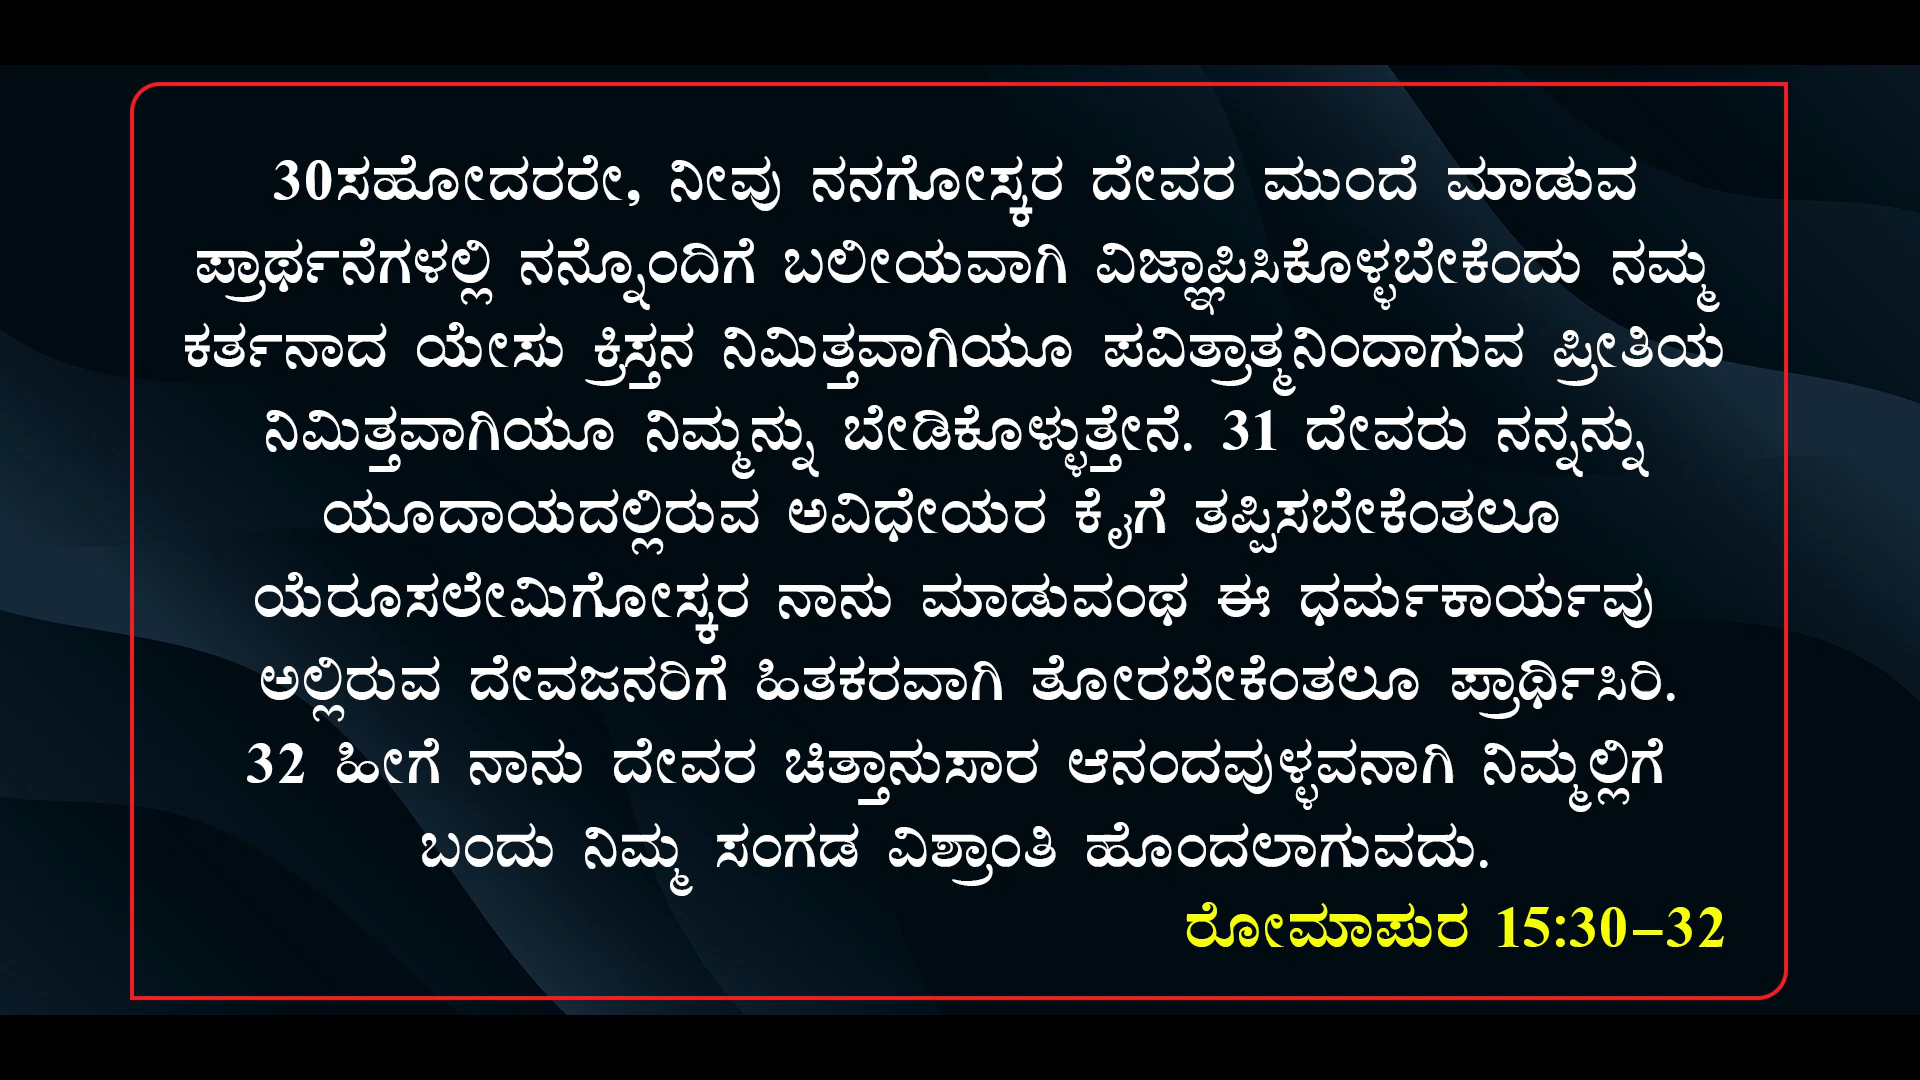 30ಸಹೋದರರೇ, ನೀವು ನನಗೋಸ್ಕರ ದೇವರ ಮುಂದೆ ಮಾಡುವ
ಪ್ರಾರ್ಥನೆಗಳಲ್ಲಿ ನನ್ನೊಂದಿಗೆ ಬಲೀಯವಾಗಿ ವಿಜ್ಞಾಪಿಸಿಕೊಳ್ಳಬೇಕೆಂದು ನಮ್ಮ
ಕರ್ತನಾದ ಯೇಸು ಕ್ರಿಸ್ತನ ನಿಮಿತ್ತವಾಗಿಯೂ ಪವಿತ್ರಾತ್ಮನಿಂದಾಗುವ ಪ್ರೀತಿಯ
ನಿಮಿತ್ತವಾಗಿಯೂ ನಿಮ್ಮನ್ನು ಬೇಡಿಕೊಳ್ಳುತ್ತೇನೆ. 31 ದೇವರು ನನ್ನನ್ನು
ಯೂದಾಯದಲ್ಲಿರುವ ಅವಿಧೇಯರ ಕೈಗೆ ತಪ್ಪಿಸಬೇಕೆಂತಲೂ
ಯೆರೂಸಲೇಮಿಗೋಸ್ಕರ ನಾನು ಮಾಡುವಂಥ ಈ ಧರ್ಮಕಾರ್ಯವು
ಅಲ್ಲಿರುವ ದೇವಜನರಿಗೆ ಹಿತಕರವಾಗಿ ತೋರಬೇಕೆಂತಲೂ ಪ್ರಾರ್ಥಿಸಿರಿ.
32 ಹೀಗೆ ನಾನು ದೇವರ ಚಿತ್ತಾನುಸಾರ ಆನಂದವುಳ್ಳವನಾಗಿ ನಿಮ್ಮಲ್ಲಿಗೆ
ಬಂದು ನಿಮ್ಮ ಸಂಗಡ ವಿಶ್ರಾಂತಿ ಹೊಂದಲಾಗುವದು.
ರೋಮಾಪುರ 15:30–32